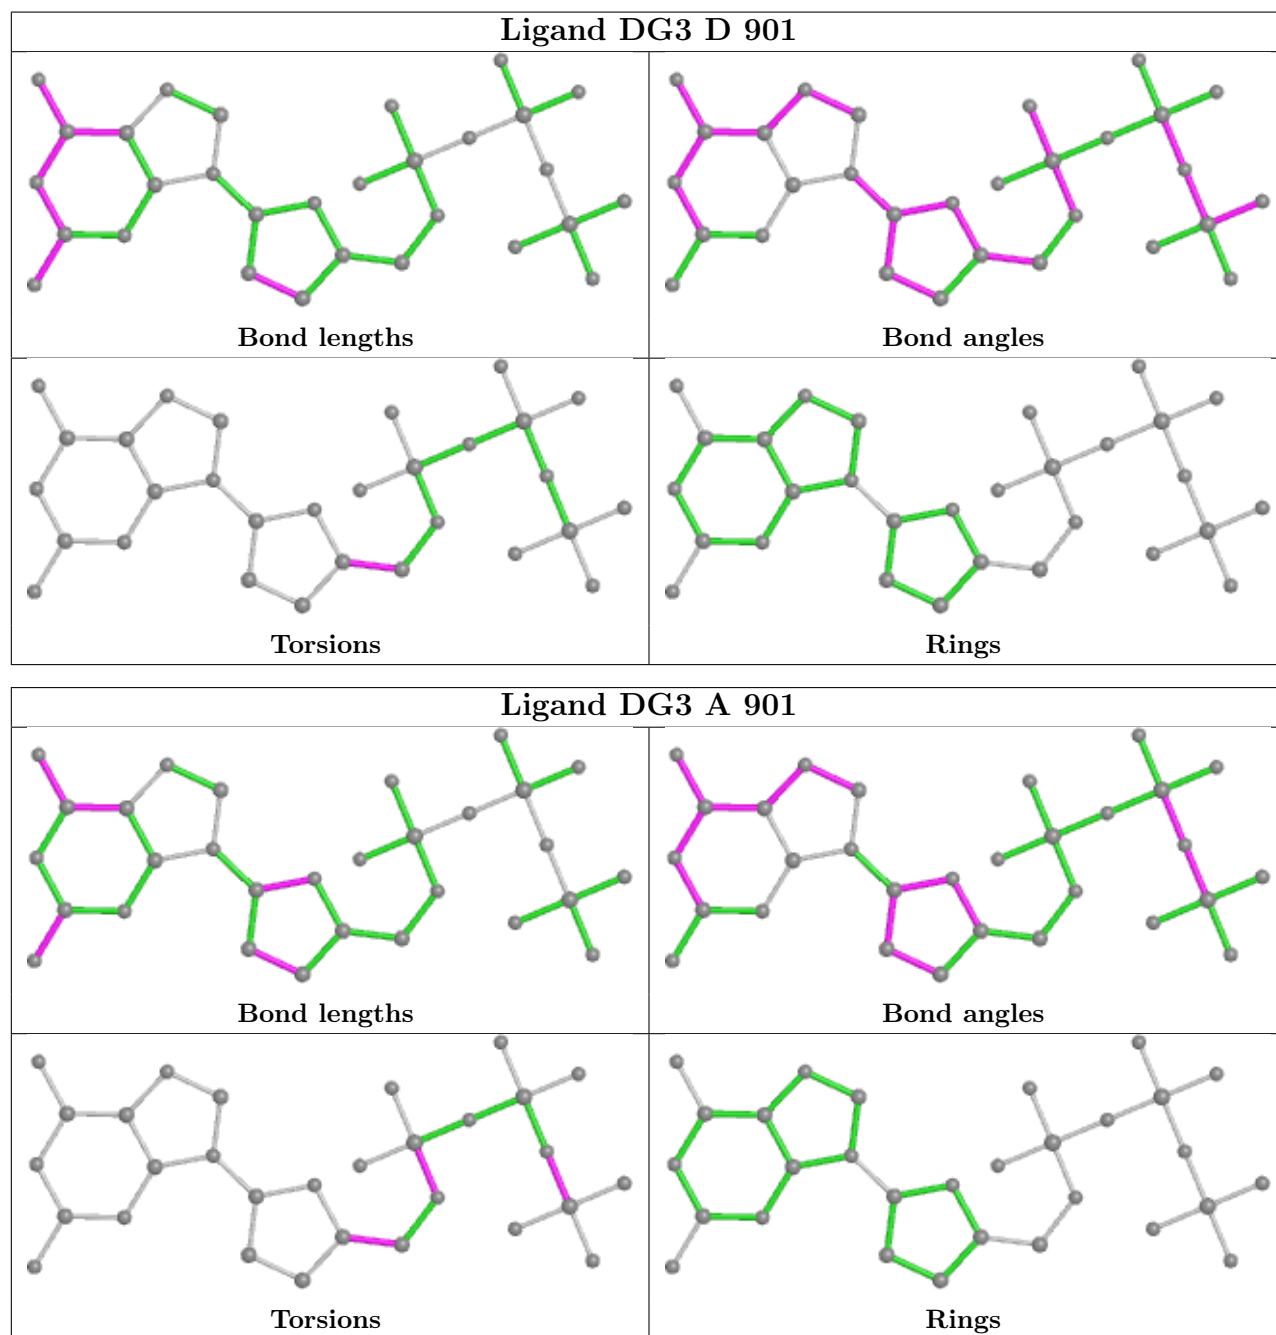 Ligand DG3 D 901
Bond lengths
Bond angles
Torsions
Rings
Ligand DG3 A 901
Bond lengths
Bond angles
Torsions
Rings